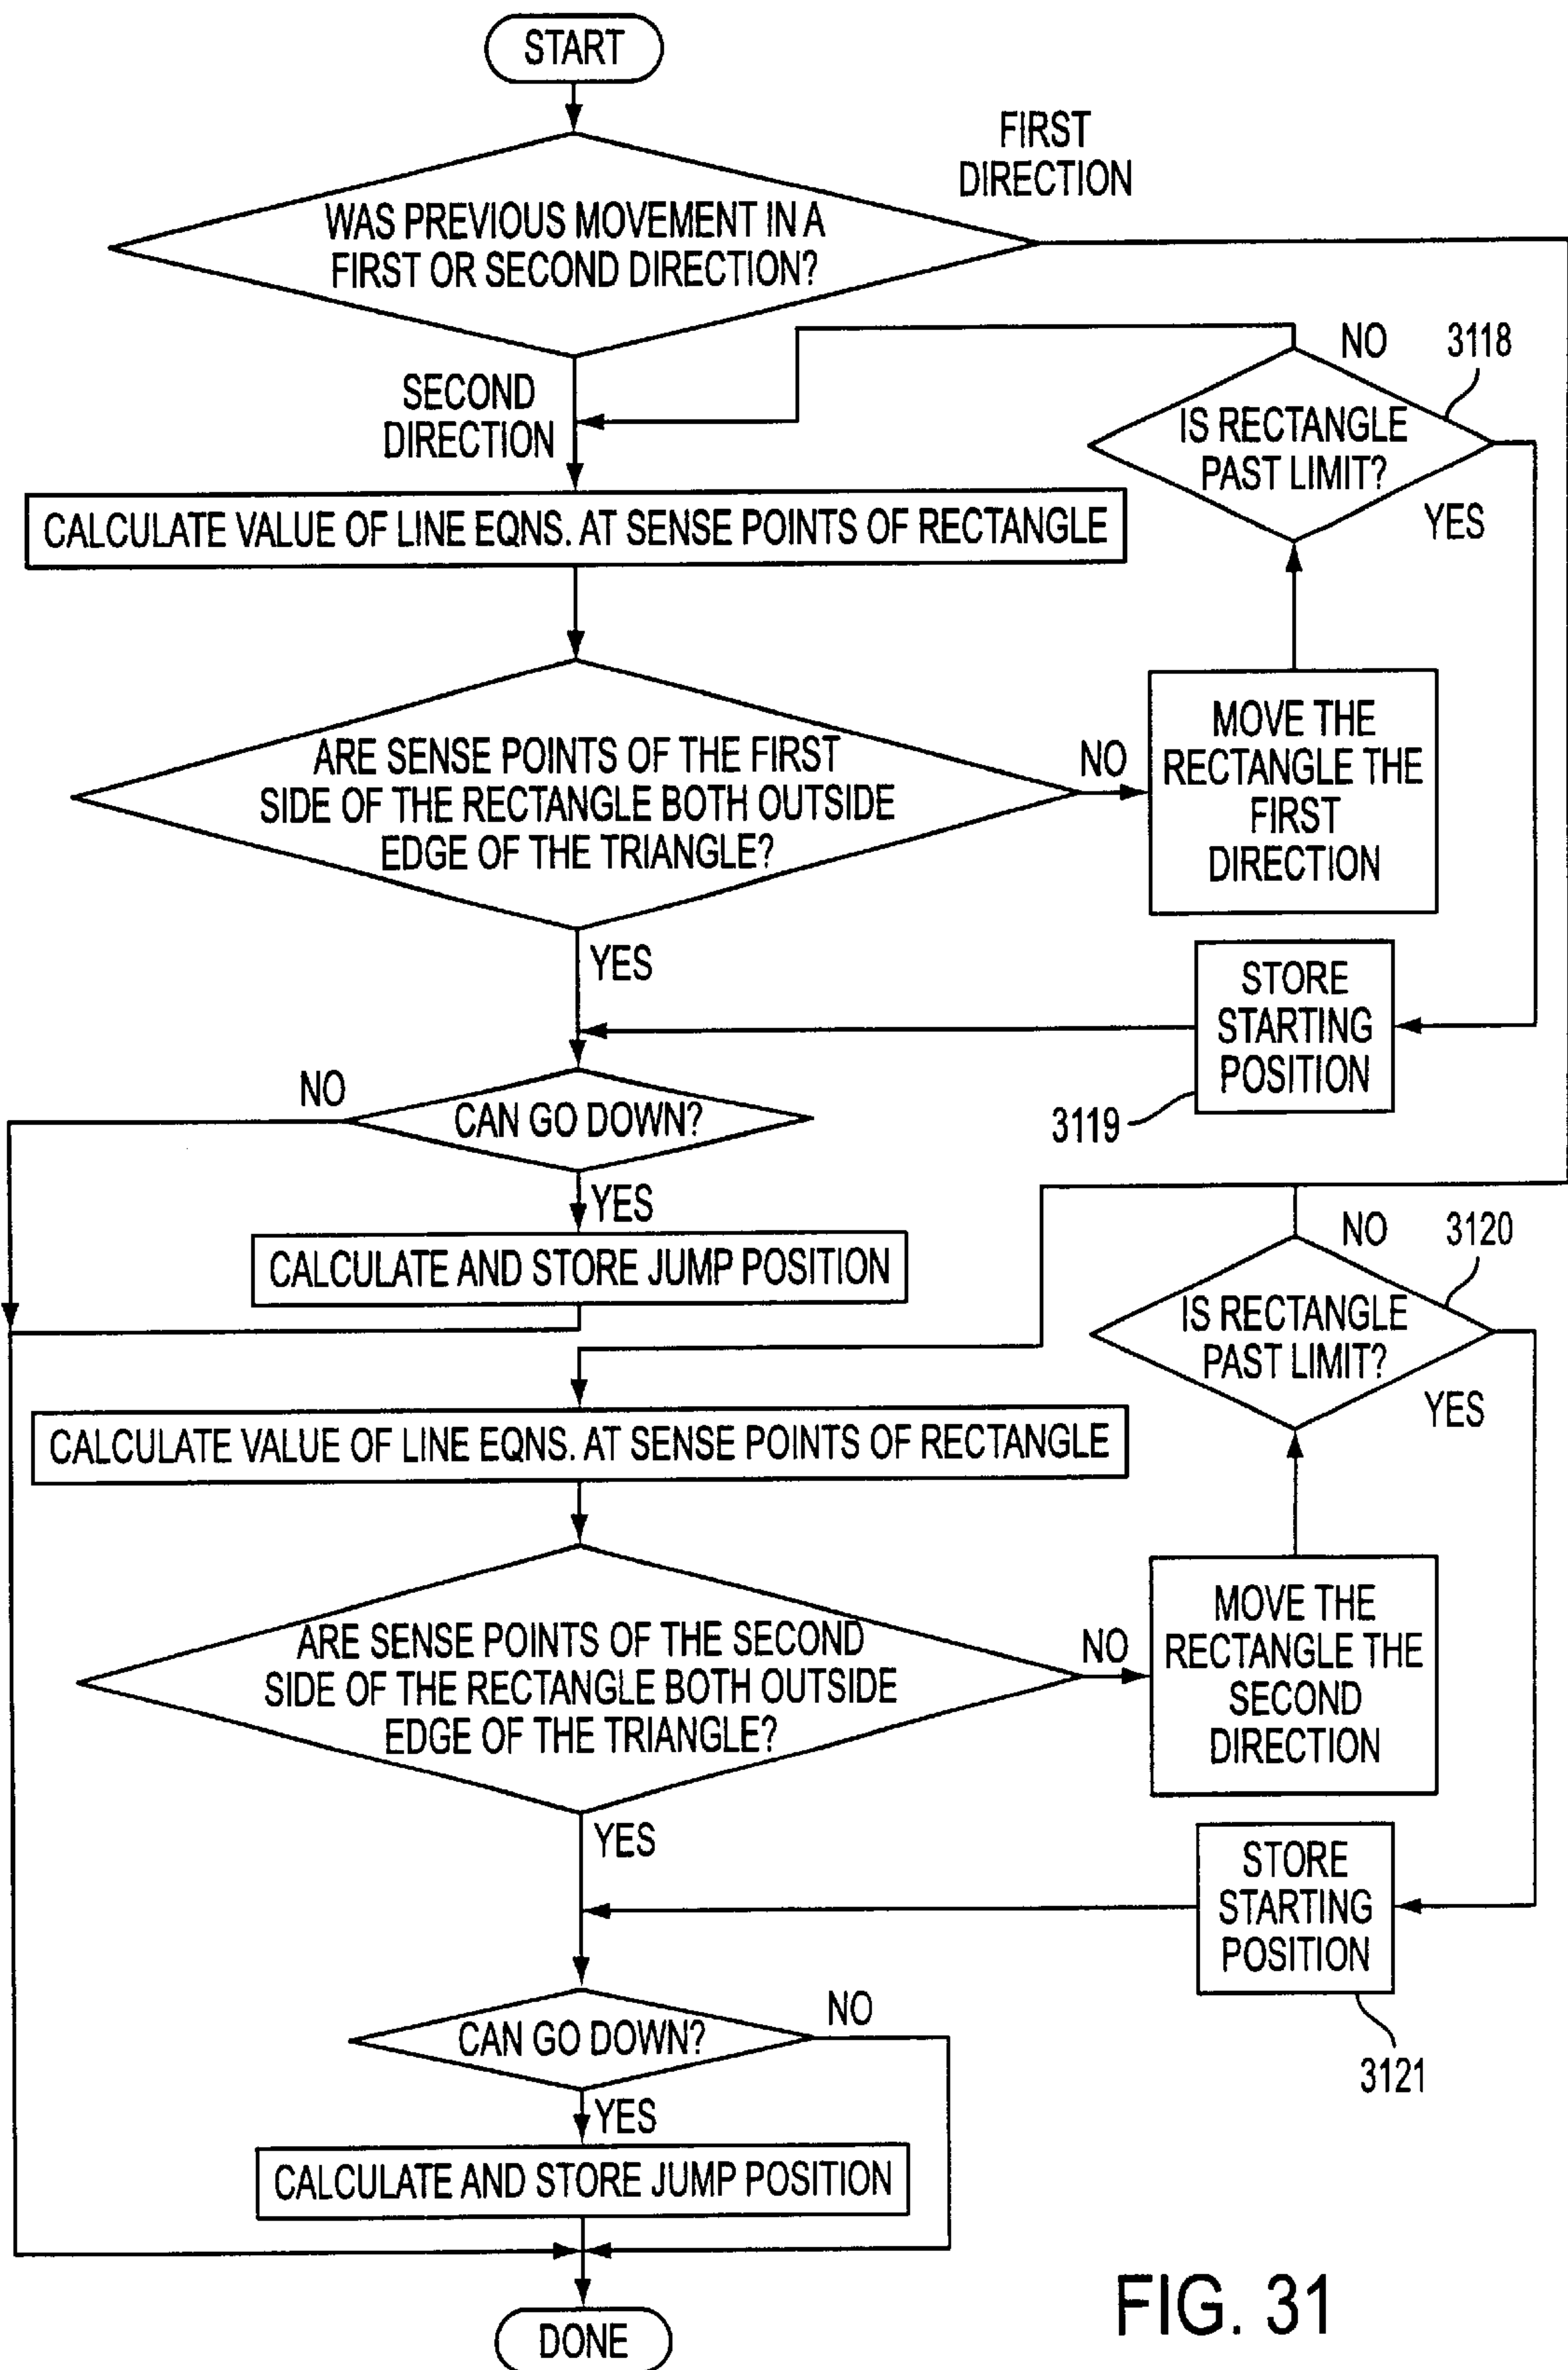 START
FIRST
DIRECTION
WAS PREVIOUS MOVEMENT IN A
FIRST OR SECOND DIRECTION?
SECOND
DIRECTION
NO
3118
IS RECTANGLE
PAST LIMIT?
YES
CALCULATE VALUE OF LINE EQNS. AT SENSE POINTS OF RECTANGLE
ARE SENSE POINTS OF THE FIRST
SIDE OF THE RECTANGLE BOTH OUTSIDE
EDGE OF THE TRIANGLE?
NO
MOVE THE
RECTANGLE THE
FIRST
DIRECTION
YES
STORE
STARTING
POSITION
3119
NO
CAN GO DOWN?
YES
CALCULATE AND STORE JUMP POSITION
NO
3120
IS RECTANGLE
PAST LIMIT?
YES
CALCULATE VALUE OF LINE EQNS. AT SENSE POINTS OF RECTANGLE
ARE SENSE POINTS OF THE SECOND
SIDE OF THE RECTANGLE BOTH OUTSIDE
EDGE OF THE TRIANGLE?
NO
MOVE THE
RECTANGLE THE
SECOND
DIRECTION
YES
STORE
STARTING
POSITION
3121
CAN GO DOWN?
NO
YES
CALCULATE AND STORE JUMP POSITION
DONE
FIG. 31